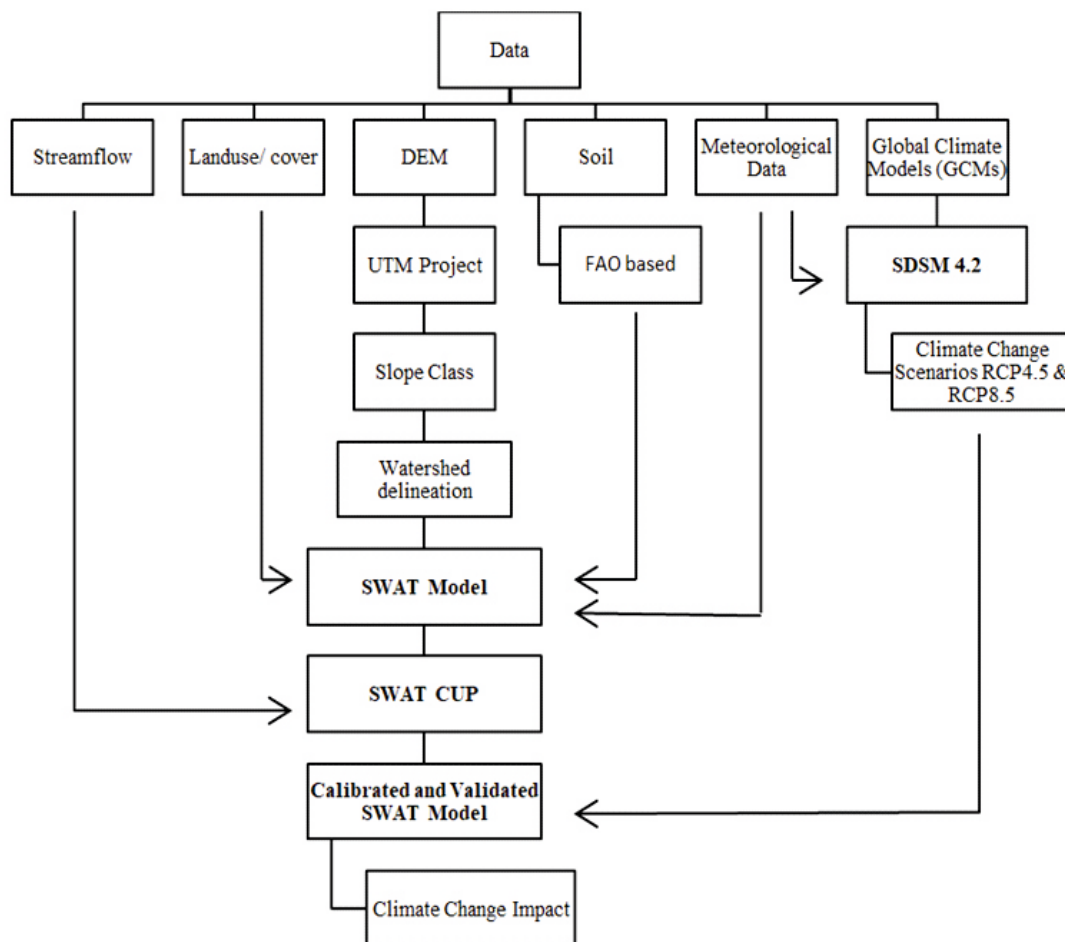 Data
Streamflow
Landuse/ cover
DEM
Soil
Meteorological
Data
Global Climate
Models (GCMs)
UTM Project
FAO based
SDSM 4.2
Slope Class
Climate Change
Scenarios RCP4.5 &
RCP8.5
Watershed
delineation
SWAT Model
SWAT CUP
Calibrated and Validated
SWAT Model
Climate Change Impact